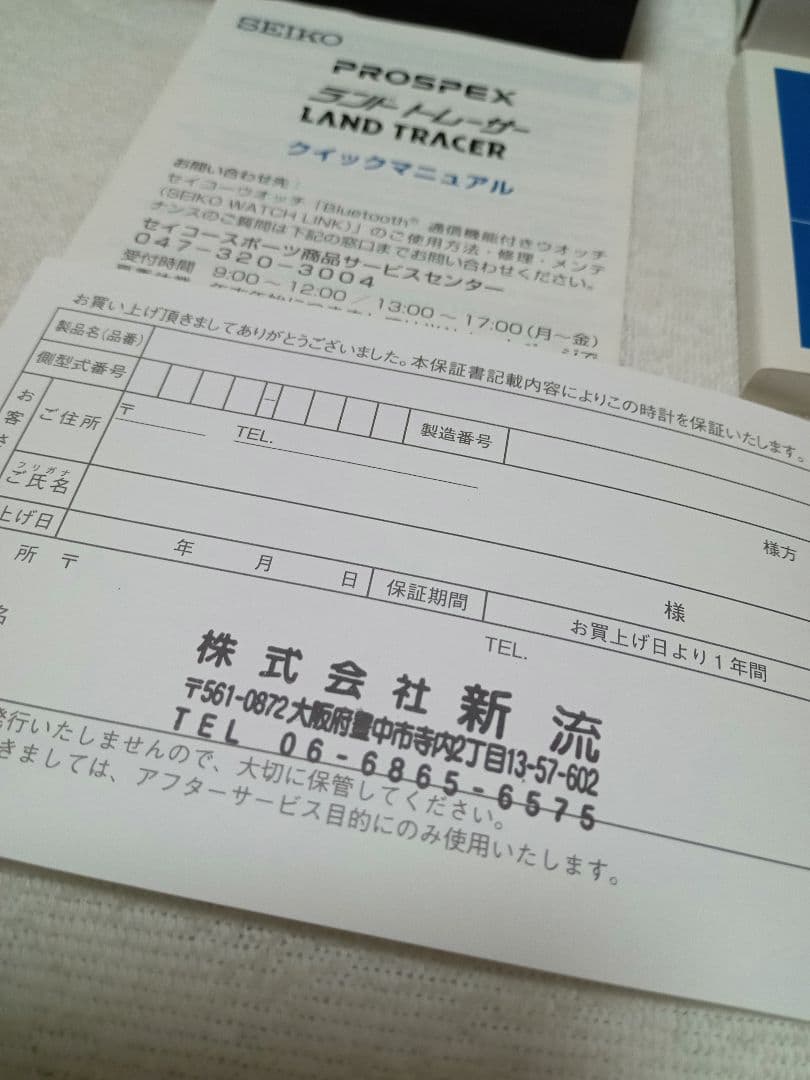 SEIKO
PROSPEX
ランドトレーサー
LAND TRACER
クイックマニュアル
お問い合わせ先：
セイコーウオッチ「Bluetooth® 通信機能付きウオッチ
(SEIKO WATCH LINK)」のご使用方法・修理・メンテ
ナンスのご質問は下記の窓口までお問い合わせください。
セイコースポーツ商品サービスセンター
047-320-3004
受付時間 9:00～12:00／13:00～17:00(月～金)
お買い上げ頂きましてありがとうございました。本保証書記載内容によりこの時計を保証いたします。
製品名(品番)
側型式番号 - 製造番号
お客さ
ご住所 〒 TEL. 様方
フリガナ
ご氏名 様
上げ日 年 月 日 保証期間 お買上げ日より1年間
所 〒 TEL.
名
株式会社新流
〒561-0872大阪府豊中市寺内2丁目13-57-602
TEL 06-6865-6575
発行いたしませんので、大切に保管してください。
きましては、アフターサービス目的にのみ使用いたします。